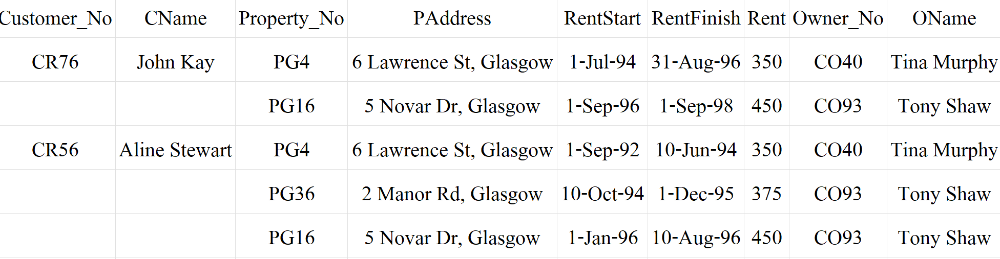 Customer_No CName Property_No PAddress RentStart RentFinish Rent Owner_No OName
CR76 John Kay PG4 6 Lawrence St, Glasgow 1-Jul-94 31-Aug-96 350 CO40 Tina Murphy
PG16 5 Novar Dr, Glasgow 1-Sep-96 1-Sep-98 450 CO93 Tony Shaw
CR56 Aline Stewart PG4 6 Lawrence St, Glasgow 1-Sep-92 10-Jun-94 350 CO40 Tina Murphy
PG36 2 Manor Rd, Glasgow 10-Oct-94 1-Dec-95 375 CO93 Tony Shaw
PG16 5 Novar Dr, Glasgow 1-Jan-96 10-Aug-96 450 CO93 Tony Shaw